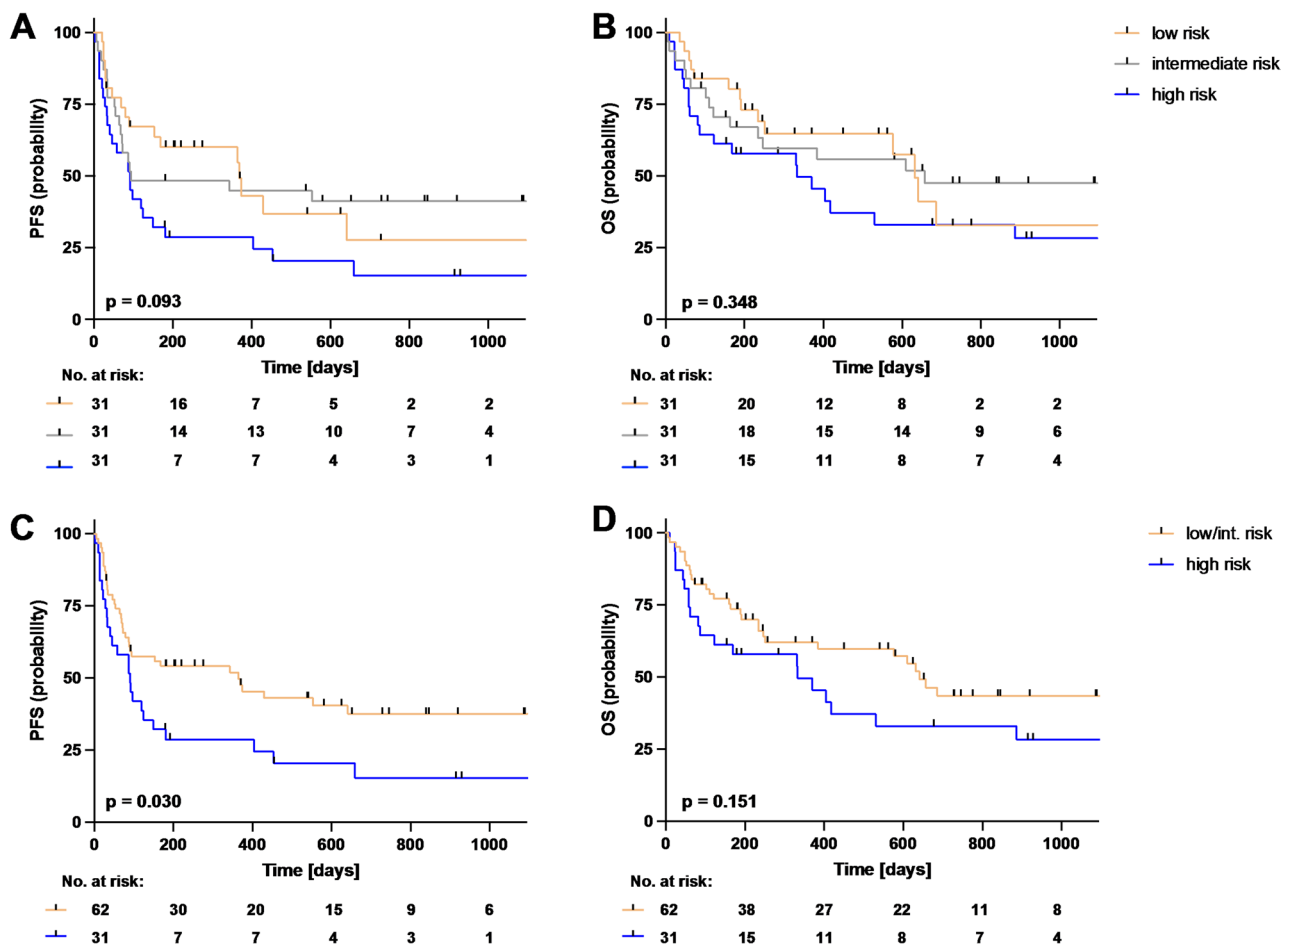 A
100
75
50
25
0
PFS (probability)
p = 0.093
0 200 400 600 800 1000
Time [days]
No. at risk:
31 16 7 5 2 2
31 14 13 10 7 4
31 7 7 4 3 1
B
100
75
50
25
0
OS (probability)
p = 0.348
0 200 400 600 800 1000
Time [days]
No. at risk:
31 20 12 8 2 2
31 18 15 14 9 6
31 15 11 8 7 4
low risk
intermediate risk
high risk
C
100
75
50
25
0
PFS (probability)
p = 0.030
0 200 400 600 800 1000
Time [days]
No. at risk:
62 30 20 15 9 6
31 7 7 4 3 1
D
100
75
50
25
0
OS (probability)
p = 0.151
0 200 400 600 800 1000
Time [days]
No. at risk:
62 38 27 22 11 8
31 15 11 8 7 4
low/int. risk
high risk